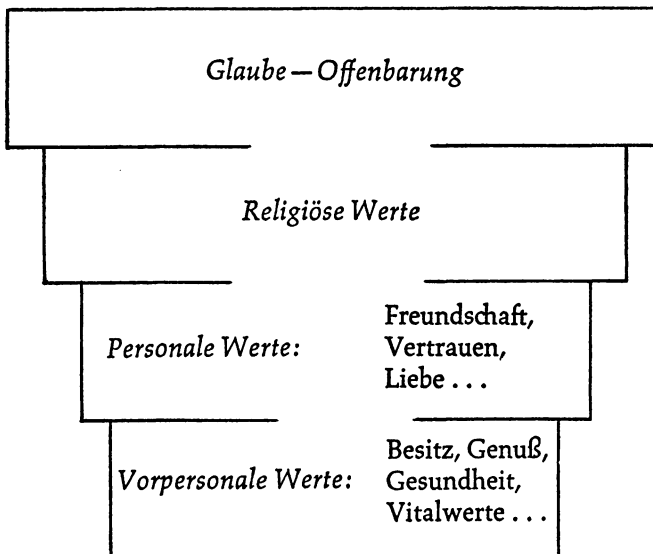 Glaube — Offenbarung
Religiöse Werte
Personale Werte: Freundschaft,
Vertrauen,
Liebe . . .
Vorpersonale Werte: Besitz, Genuß,
Gesundheit,
Vitalwerte . . .